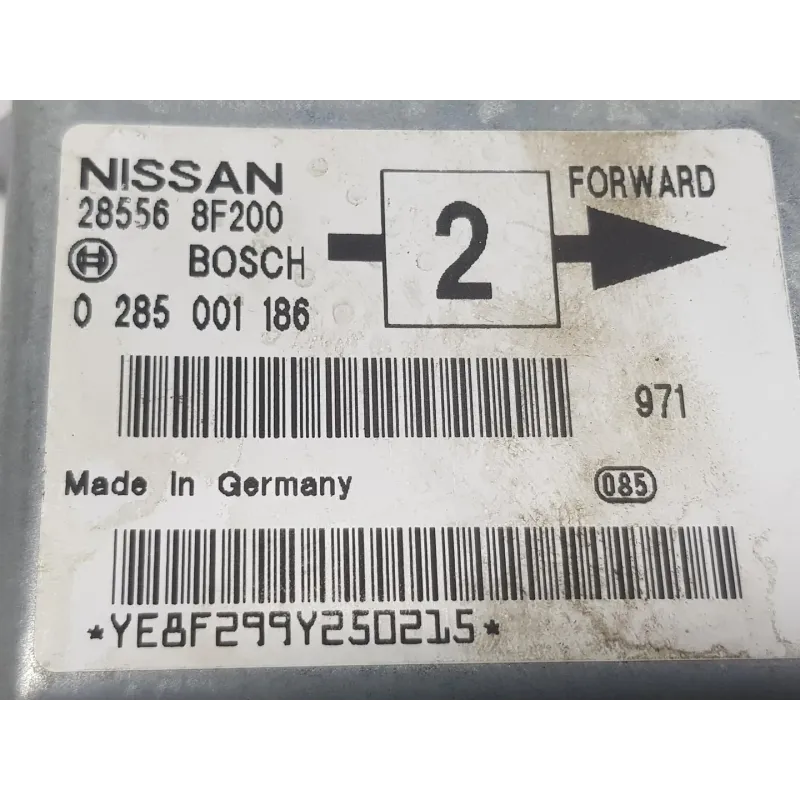 NISSAN
28556 8F200
BOSCH
0 285 001 186
2
FORWARD
971
Made In Germany
085
*YE8F299Y250215*